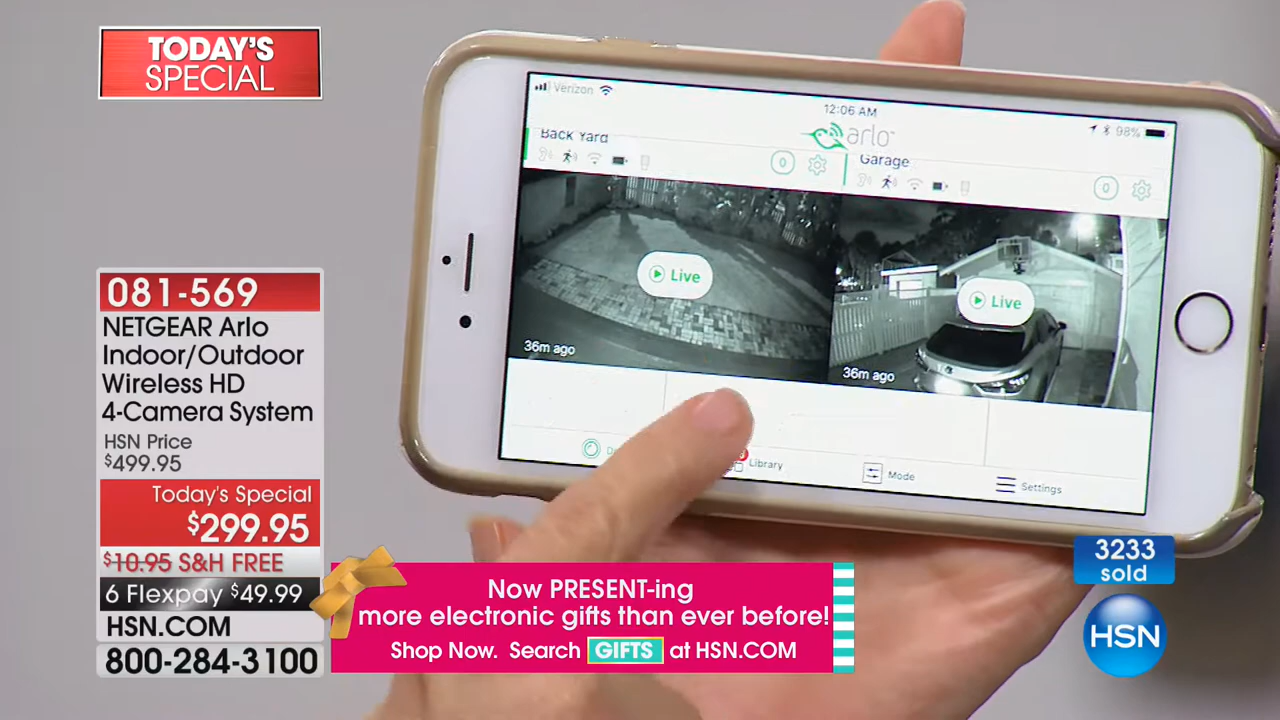 TODAY'S
SPECIAL
Verizon
12:06 AM
98%
arlo
Back Yard
Garage
0
0
Live
Live
36m ago
36m ago
Library
Mode
Settings
081-569
NETGEAR Arlo
Indoor/Outdoor
Wireless HD
4-Camera System
HSN Price
$499.95
Today's Special
$299.95
$10.95 S&H FREE
6 Flexpay $49.99
HSN.COM
800-284-3100
Now PRESENT-ing
more electronic gifts than ever before!
Shop Now. Search GIFTS at HSN.COM
3233
sold
HSN